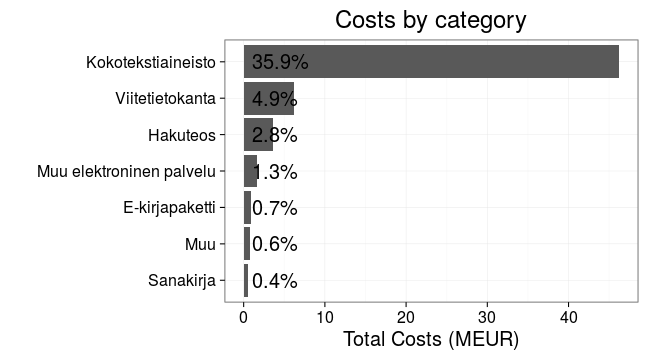 Costs by category
Kokotekstiaineisto 35.9%
Viitetietokanta 4.9%
Hakuteos 2.8%
Muu elektroninen palvelu 1.3%
E-kirjapaketti 0.7%
Muu 0.6%
Sanakirja 0.4%
0 10 20 30 40
Total Costs (MEUR)